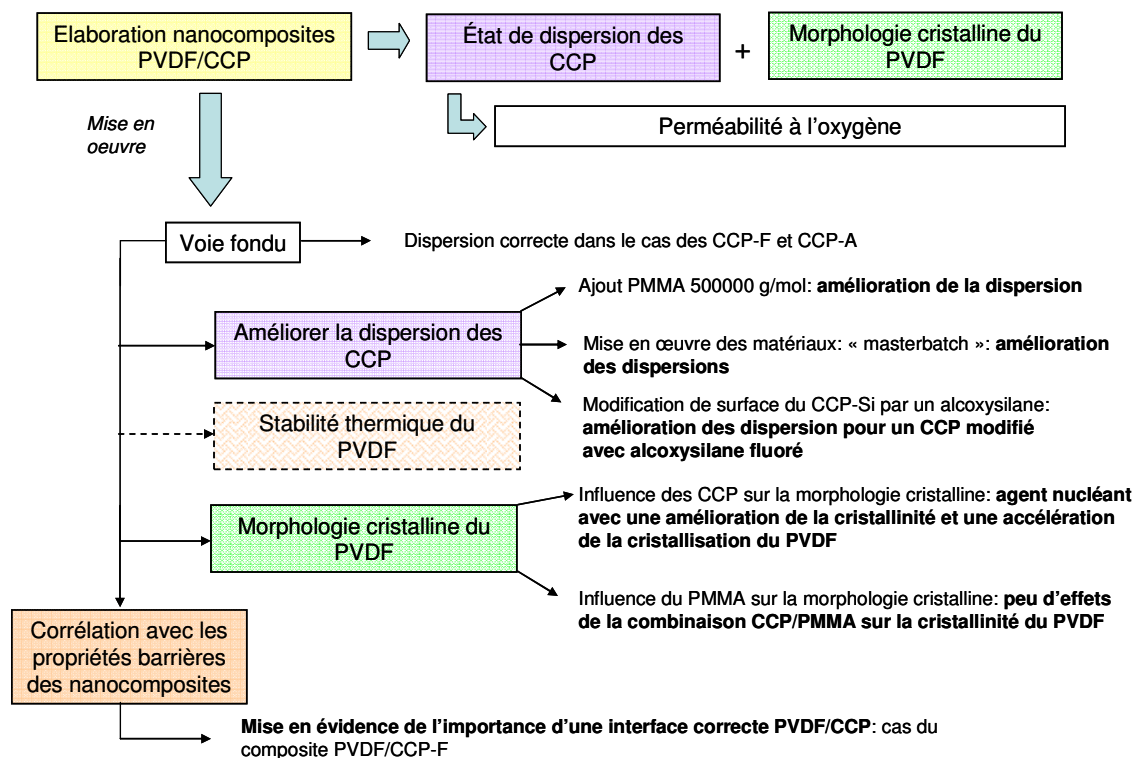 Elaboration nanocomposites
PVDF/CCP
État de dispersion des
CCP
+
Morphologie cristalline du
PVDF
Mise en
oeuvre
Perméabilité à l'oxygène
Voie fondu
Dispersion correcte dans le cas des CCP-F et CCP-A
Ajout PMMA 500000 g/mol: amélioration de la dispersion
Améliorer la dispersion des
CCP
Mise en œuvre des matériaux: « masterbatch »: amélioration
des dispersions
Modification de surface du CCP-Si par un alcoxysilane:
amélioration des dispersion pour un CCP modifié
avec alcoxysilane fluoré
Stabilité thermique du
PVDF
Influence des CCP sur la morphologie cristalline: agent nucléant
avec une amélioration de la cristallinité et une accélération
de la cristallisation du PVDF
Morphologie cristalline du
PVDF
Influence du PMMA sur la morphologie cristalline: peu d'effets
de la combinaison CCP/PMMA sur la cristallinité du PVDF
Corrélation avec les
propriétés barrières
des nanocomposites
Mise en évidence de l'importance d'une interface correcte PVDF/CCP: cas du
composite PVDF/CCP-F